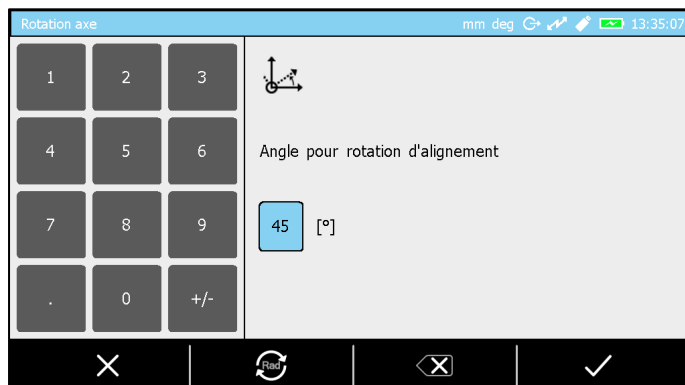 Rotation axe
mm deg 13:35:07
1 2 3
4 5 6
7 8 9
. 0 +/-
Angle pour rotation d'alignement
45 [°]
Rad